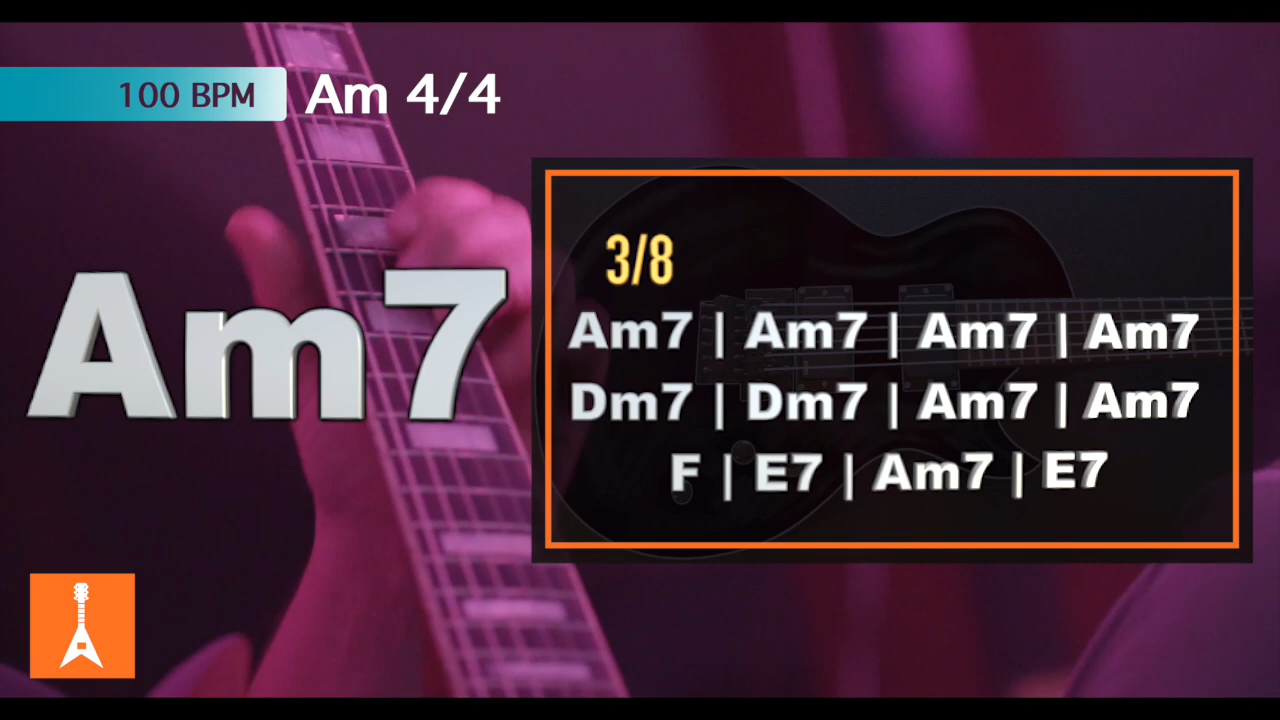 100 BPM Am 4/4
Am7
3/8
Am7 | Am7 | Am7 | Am7
Dm7 | Dm7 | Am7 | Am7
F | E7 | Am7 | E7